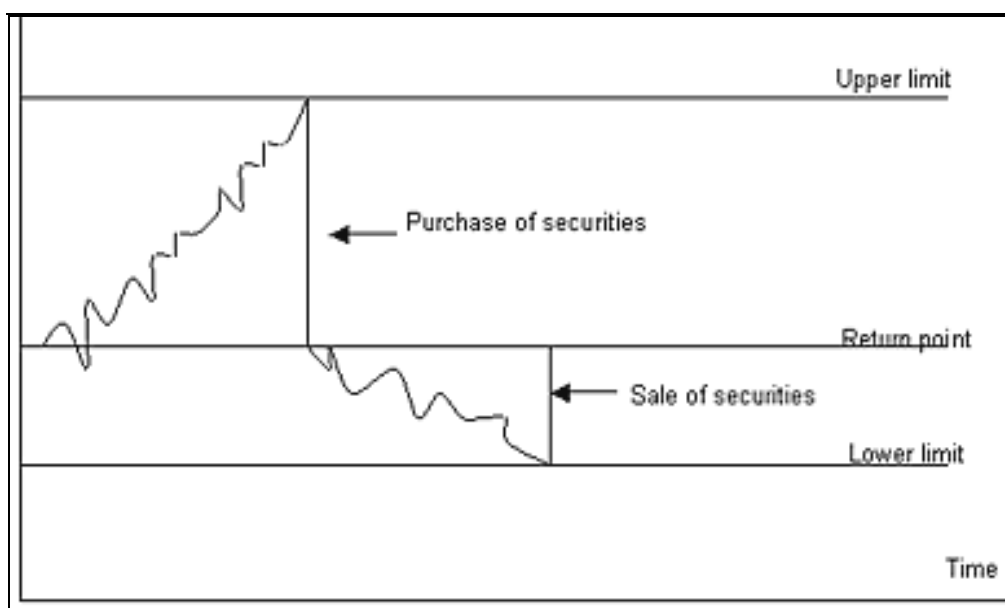 Upper limit
Purchase of securities
Return point
Sale of securities
Lower limit
Time